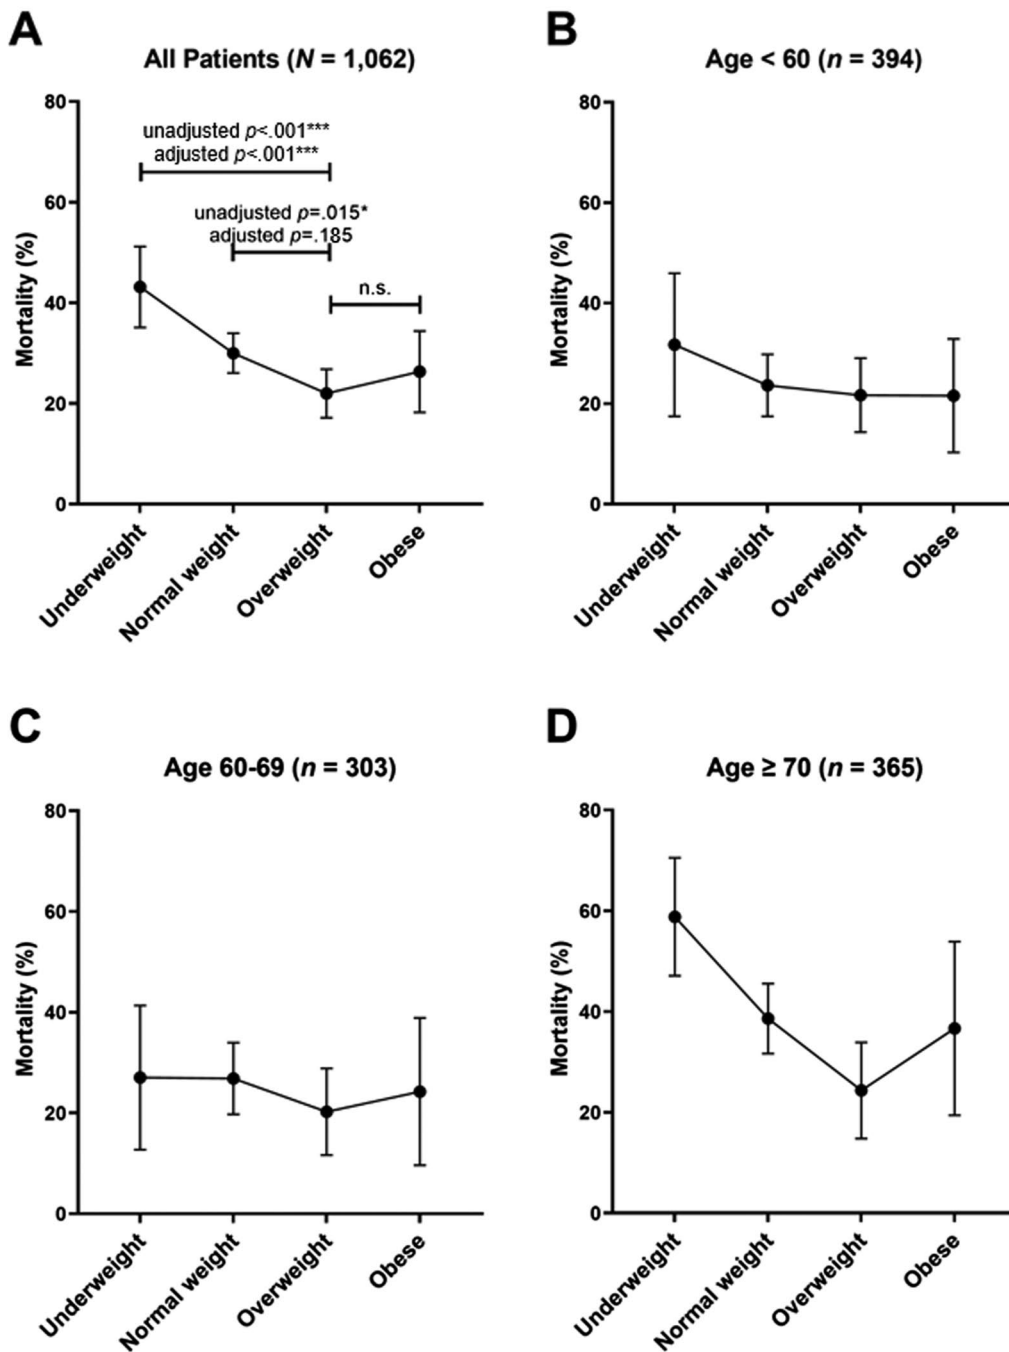 A
All Patients (N = 1,062)
Mortality (%)
80
60
40
20
0
unadjusted p<.001***
adjusted p<.001***
unadjusted p=.015*
adjusted p=.185
n.s.
Underweight
Normal weight
Overweight
Obese
B
Age < 60 (n = 394)
Mortality (%)
80
60
40
20
0
Underweight
Normal weight
Overweight
Obese
C
Age 60-69 (n = 303)
Mortality (%)
80
60
40
20
0
Underweight
Normal weight
Overweight
Obese
D
Age ≥ 70 (n = 365)
Mortality (%)
80
60
40
20
0
Underweight
Normal weight
Overweight
Obese